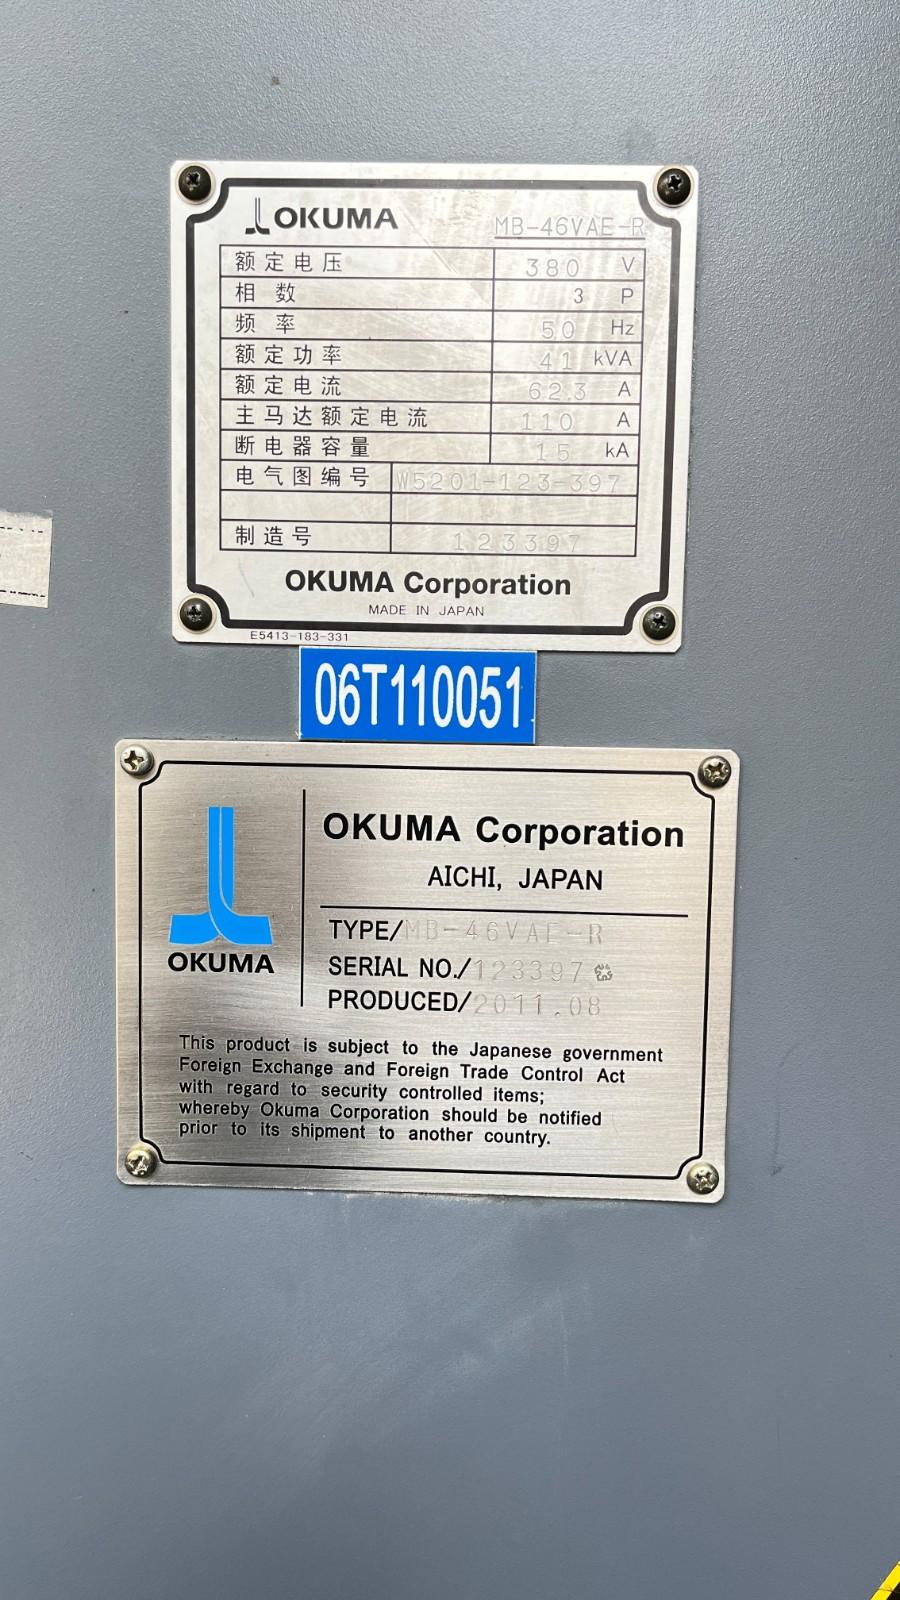 OKUMA MB-46VAE-R
额定电压 380 V
相数 3 P
频率 50 Hz
额定功率 41 kVA
额定电流 62.3 A
主马达额定电流 110 A
断电器容量 15 kA
电气图编号 W5201-123-397
制造号 123397
OKUMA Corporation
MADE IN JAPAN
E5413-183-331
06T110051
OKUMA Corporation
AICHI, JAPAN
TYPE/MB-46VAE-R
SERIAL NO./123397
OKUMA
PRODUCED/2011.08
This product is subject to the Japanese government
Foreign Exchange and Foreign Trade Control Act
with regard to security controlled items;
whereby Okuma Corporation should be notified
prior to its shipment to another country.